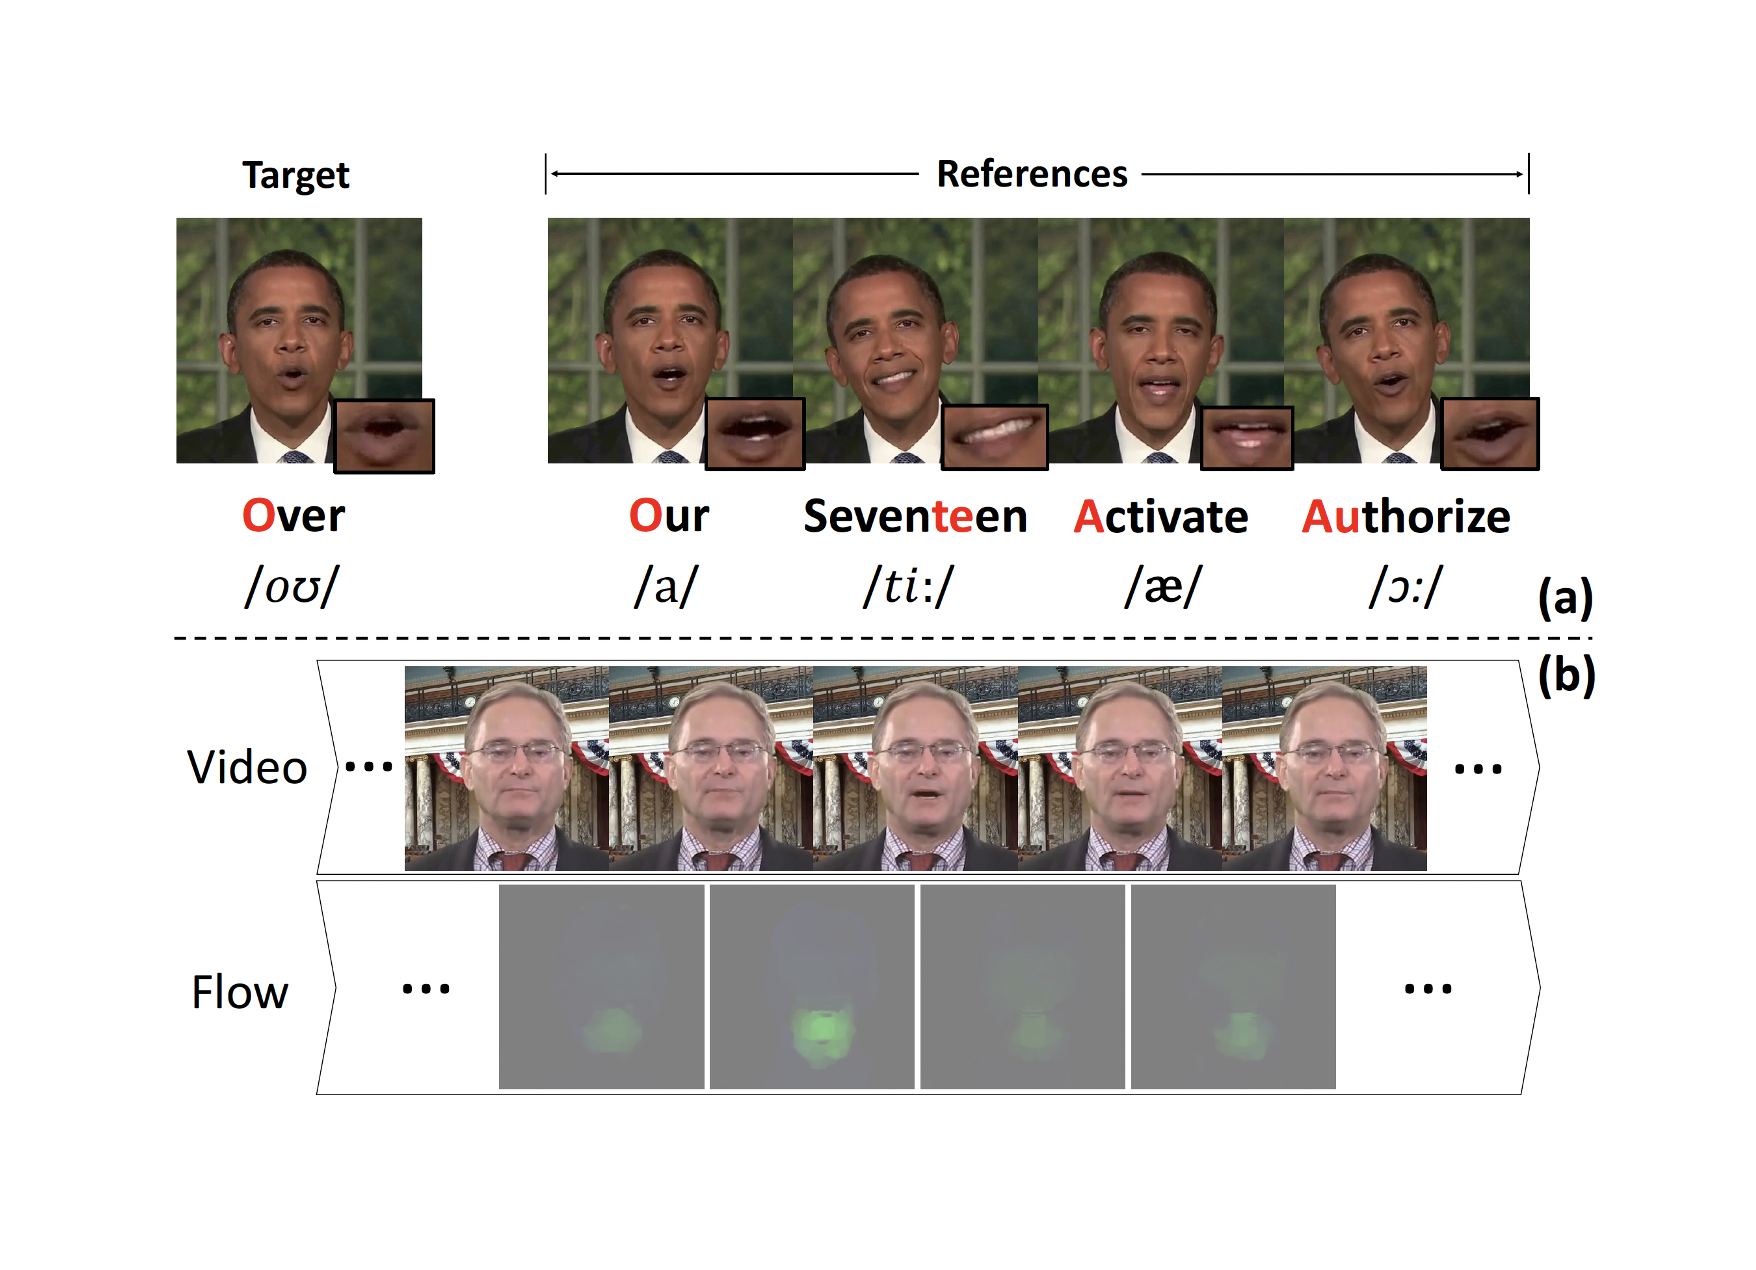 Target
References
Over
Our
Seventeen
Activate
Authorize
/oʊ/
/a/
/ti:/
/æ/
/ɔ:/
(a)
(b)
Video
...
...
Flow
...
...